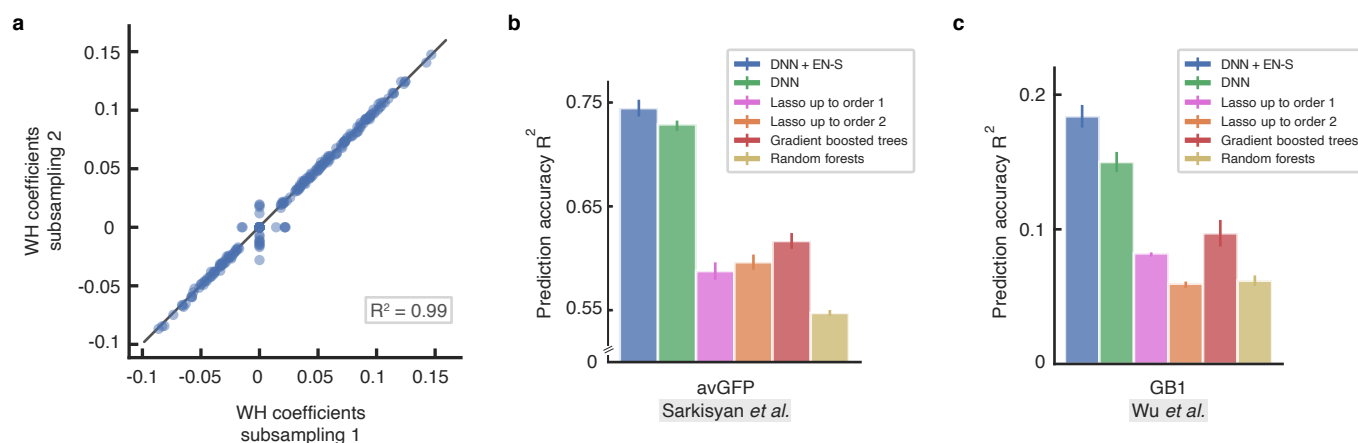 a
WH coefficients
subsampling 2
0.15
0.1
0.05
0
-0.05
-0.1
R² = 0.99
-0.1 -0.05 0 0.05 0.1 0.15
WH coefficients
subsampling 1
b
DNN + EN-S
DNN
Lasso up to order 1
Lasso up to order 2
Gradient boosted trees
Random forests
Prediction accuracy R²
0.75
0.65
0.55
0
avGFP
Sarkisyan et al.
c
DNN + EN-S
DNN
Lasso up to order 1
Lasso up to order 2
Gradient boosted trees
Random forests
Prediction accuracy R²
0.2
0.1
0
GB1
Wu et al.